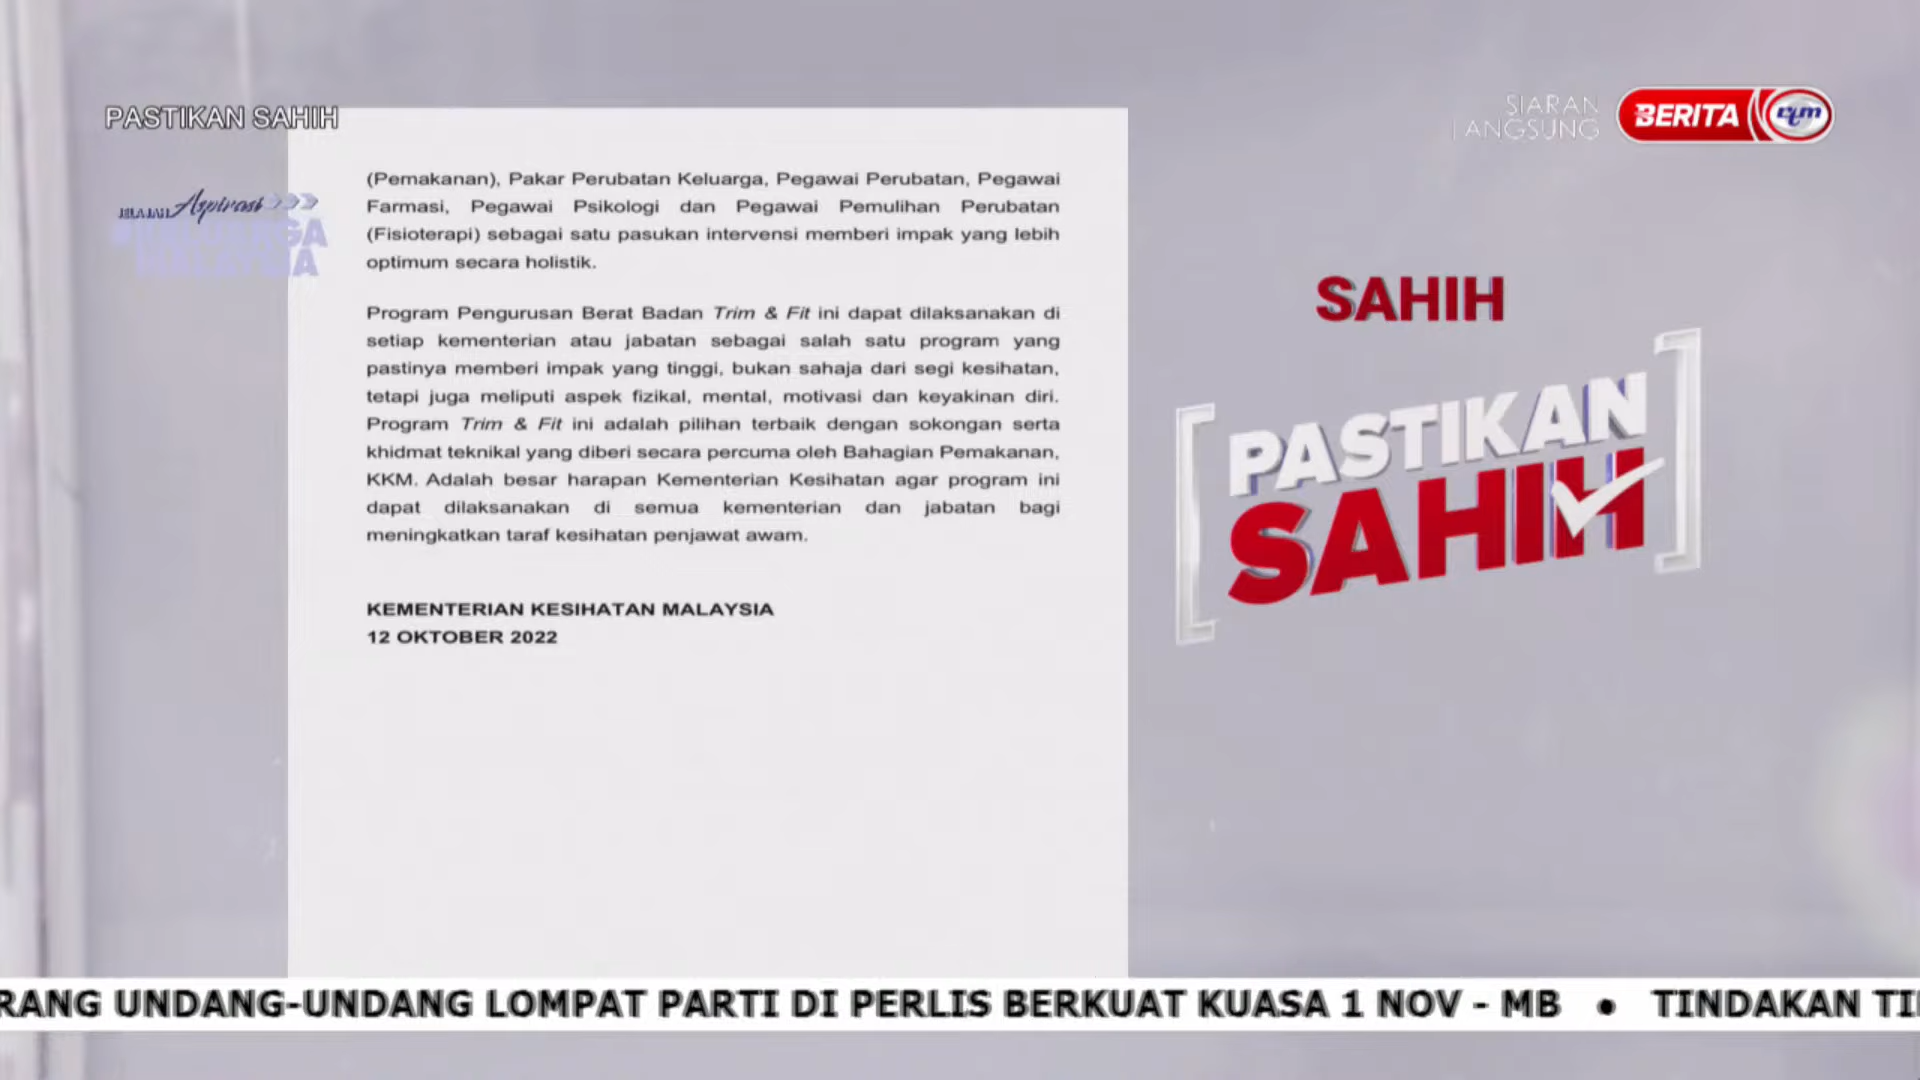 PASTIKAN SAHIH
SIARAN
LANGSUNG
BERITA rtm
JELAJAH Aspirasi
#KELUARGA
MALAYSIA
(Pemakanan), Pakar Perubatan Keluarga, Pegawai Perubatan, Pegawai
Farmasi, Pegawai Psikologi dan Pegawai Pemulihan Perubatan
(Fisioterapi) sebagai satu pasukan intervensi memberi impak yang lebih
optimum secara holistik.
Program Pengurusan Berat Badan Trim & Fit ini dapat dilaksanakan di
setiap kementerian atau jabatan sebagai salah satu program yang
pastinya memberi impak yang tinggi, bukan sahaja dari segi kesihatan,
tetapi juga meliputi aspek fizikal, mental, motivasi dan keyakinan diri.
Program Trim & Fit ini adalah pilihan terbaik dengan sokongan serta
khidmat teknikal yang diberi secara percuma oleh Bahagian Pemakanan,
KKM. Adalah besar harapan Kementerian Kesihatan agar program ini
dapat dilaksanakan di semua kementerian dan jabatan bagi
meningkatkan taraf kesihatan penjawat awam.
KEMENTERIAN KESIHATAN MALAYSIA
12 OKTOBER 2022
SAHIH
PASTIKAN
SAHIH
RANG UNDANG-UNDANG LOMPAT PARTI DI PERLIS BERKUAT KUASA 1 NOV - MB • TINDAKAN